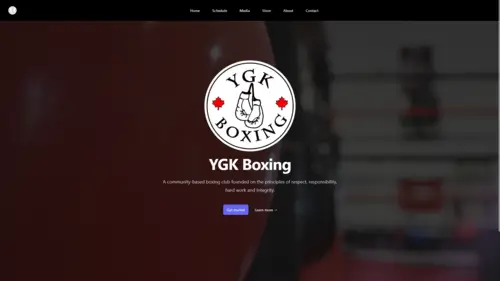 Home Schedule Media Store About Contact
YGK
BOXING
YGK Boxing
A community-based boxing club founded on the principles of respect, responsibility,
hard work and integrity.
Get started Learn more →